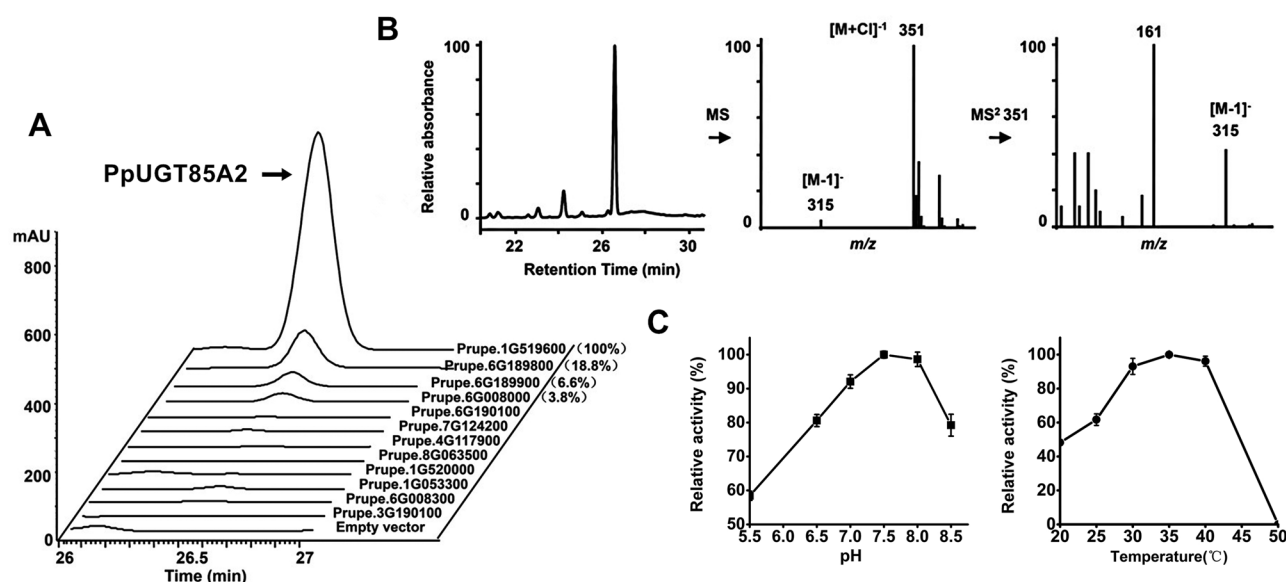 A
PpUGT85A2
mAU
800
600
400
200
0
26
26.5
27
Time (min)
Prupe.1G519600 (100%)
Prupe.6G189800 (18.8%)
Prupe.6G189900 (6.6%)
Prupe.6G008000 (3.8%)
Prupe.6G190100
Prupe.7G124200
Prupe.4G117900
Prupe.8G063500
Prupe.1G520000
Prupe.1G053300
Prupe.6G008300
Prupe.3G190100
Empty vector
B
Relative absorbance
100
0
22
26
30
Retention Time (min)
MS
100
0
[M+Cl]-1
351
[M-1]-
315
m/z
MS2 351
100
0
161
[M-1]-
315
m/z
C
Relative activity (%)
100
90
80
70
60
50
5.5 6.0 6.5 7.0 7.5 8.0 8.5
pH
Relative activity (%)
100
80
60
40
20
0
20 25 30 35 40 45 50
Temperature(℃)